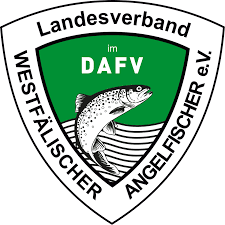 Landesverband
im
DAFV
WESTFÄLISCHER
ANGELFISCHER e.V.